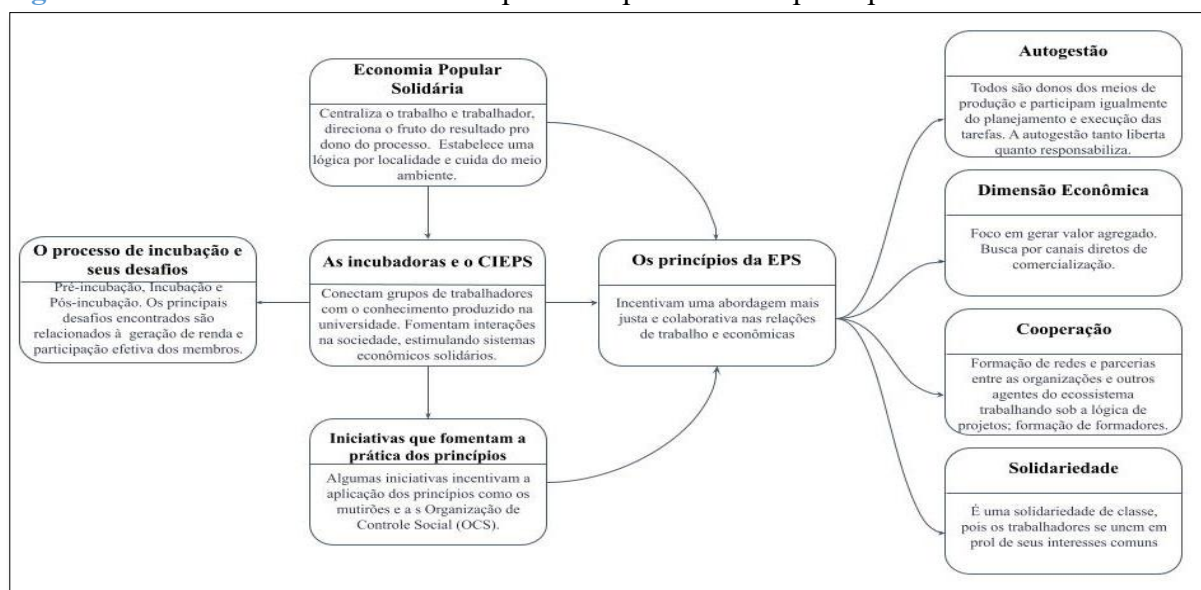 Economia Popular
Solidária
Centraliza o trabalho e trabalhador,
direciona o fruto do resultado pro
dono do processo. Estabelece uma
lógica por localidade e cuida do meio
ambiente.
O processo de incubação e
seus desafios
Pré-incubação, Incubação e
Pós-incubação. Os principais
desafios encontrados são
relacionados à geração de renda e
participação efetiva dos membros.
As incubadoras e o CIEPS
Conectam grupos de trabalhadores
com o conhecimento produzido na
universidade. Fomentam interações
na sociedade, estimulando sistemas
econômicos solidários.
Iniciativas que fomentam a
prática dos princípios
Algumas iniciativas incentivam a
aplicação dos princípios como os
mutirões e a s Organização de
Controle Social (OCS).
Os princípios da EPS
Incentivam uma abordagem mais
justa e colaborativa nas relações
de trabalho e econômicas
Autogestão
Todos são donos dos meios de
produção e participam igualmente
do planejamento e execução das
tarefas. A autogestão tanto liberta
quanto responsabiliza.
Dimensão Econômica
Foco em gerar valor agregado.
Busca por canais diretos de
comercialização.
Cooperação
Formação de redes e parcerias
entre as organizações e outros
agentes do ecossistema
trabalhando sob a lógica de
projetos; formação de formadores.
Solidariedade
É uma solidariedade de classe,
pois os trabalhadores se unem em
prol de seus interesses comuns